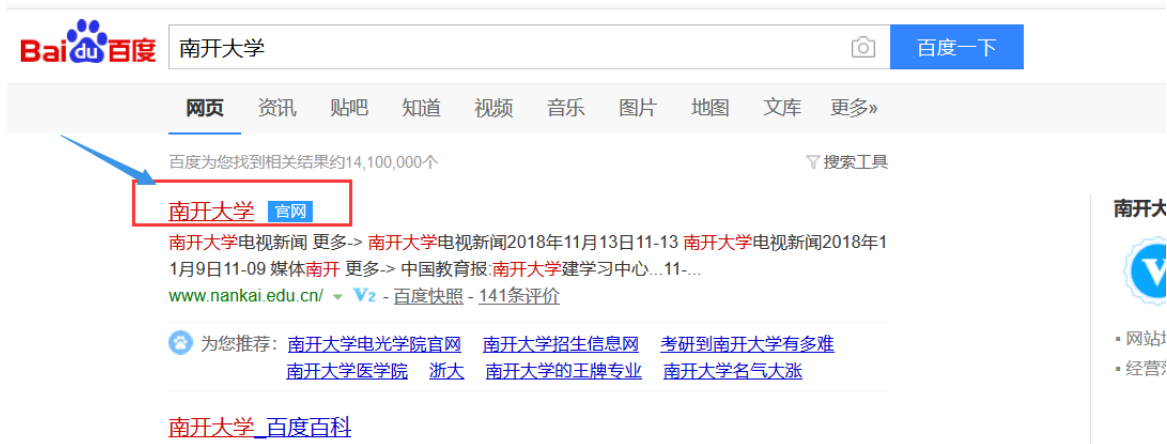 Baidu百度 南开大学 百度一下
网页 资讯 贴吧 知道 视频 音乐 图片 地图 文库 更多»
百度为您找到相关结果约14,100,000个 搜索工具
南开大学 官网
南开大学电视新闻 更多-> 南开大学电视新闻2018年11月13日11-13 南开大学电视新闻2018年1
1月9日11-09 媒体南开 更多-> 中国教育报:南开大学建学习中心...11-...
www.nankai.edu.cn/ V2 - 百度快照 - 141条评价
为您推荐: 南开大学电光学院官网 南开大学招生信息网 考研到南开大学有多难
南开大学医学院 浙大 南开大学的王牌专业 南开大学名气大涨
南开大学_百度百科
南开大
V
▪ 网站
▪ 经营